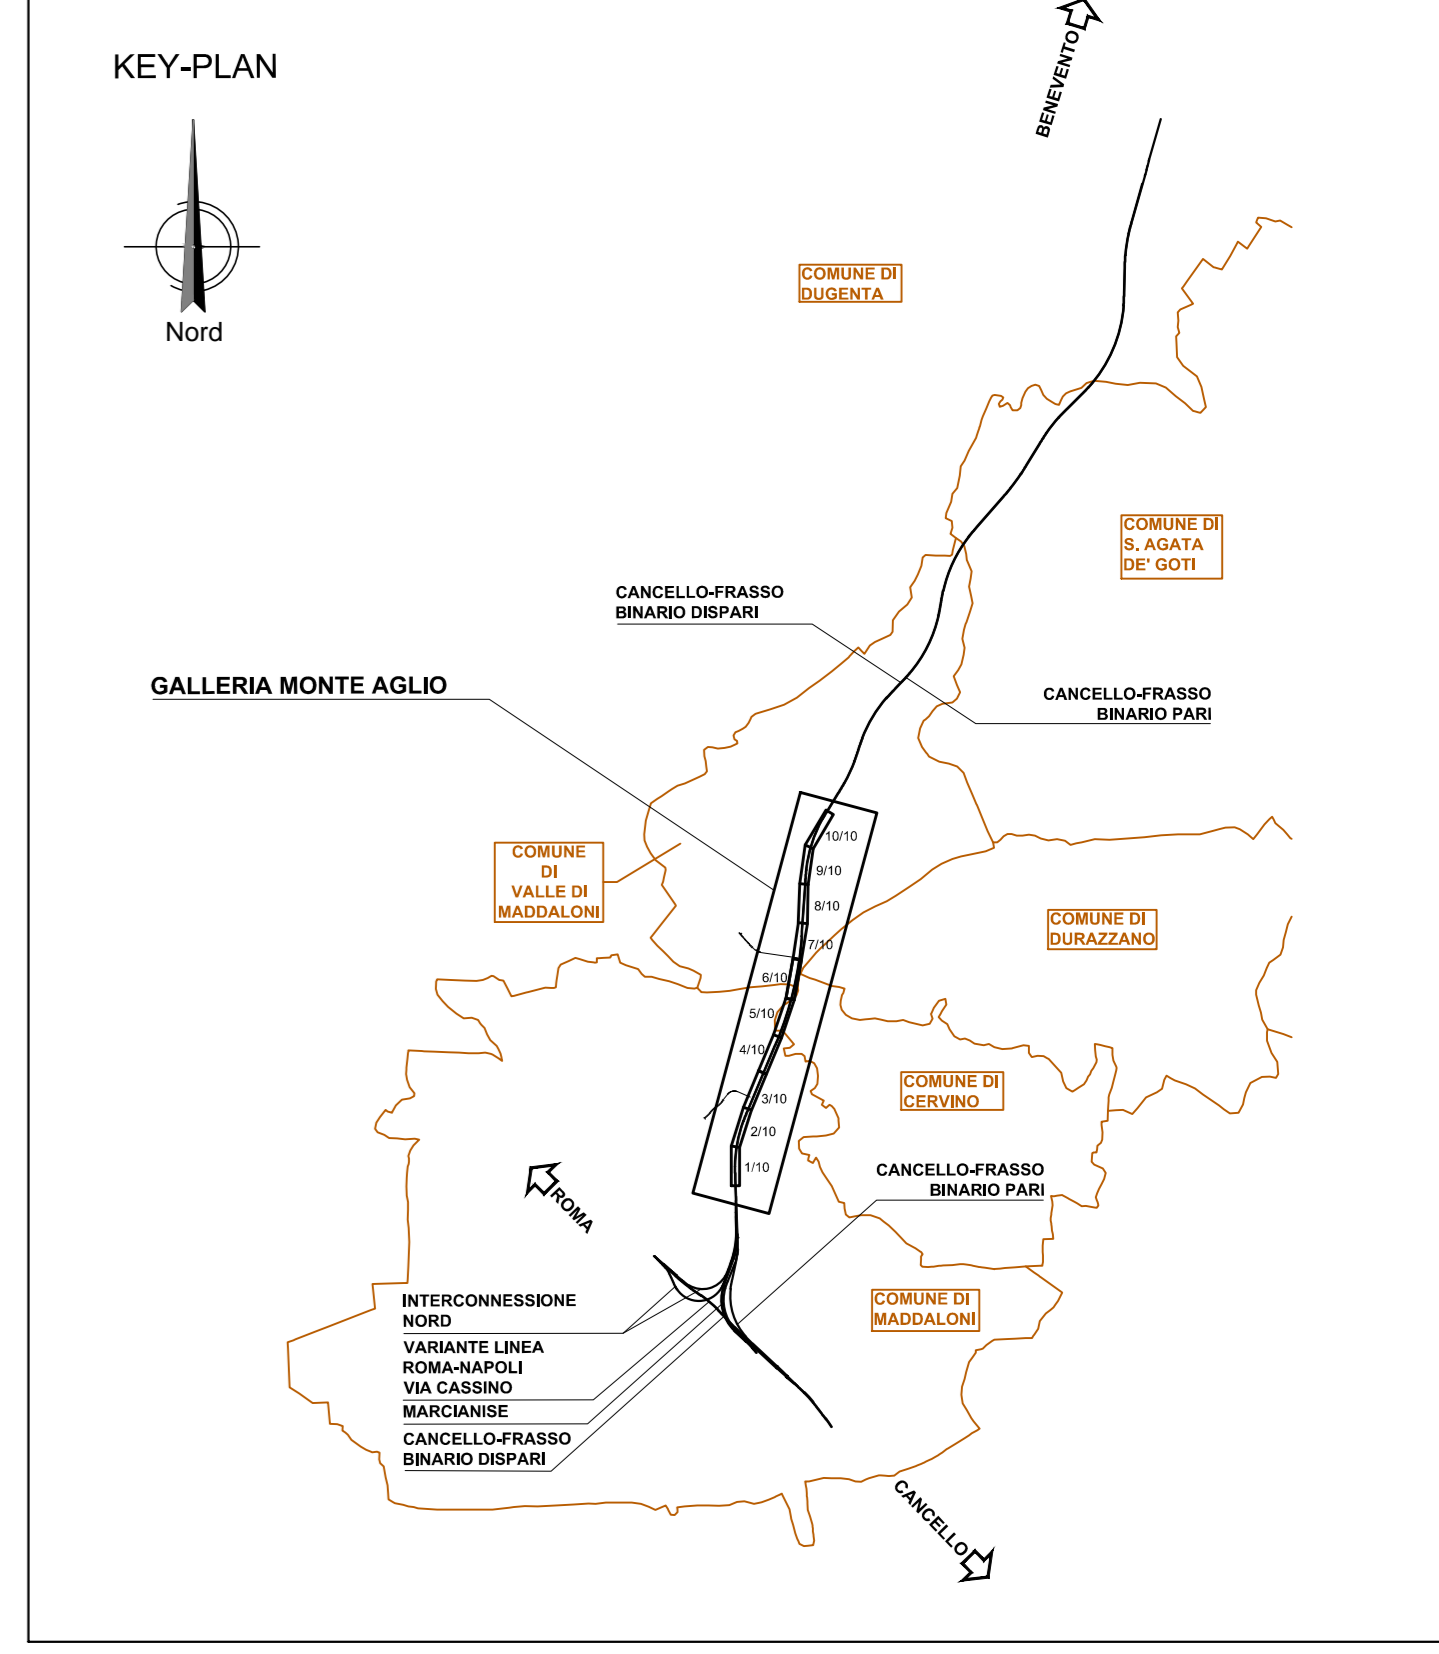 BENEVENTO
KEY-PLAN
Nord
COMUNE DI
DUGENTA
COMUNE DI
S. AGATA
DE' GOTI
CANCELLO-FRASSO
BINARIO DISPARI
GALLERIA MONTE AGLIO
CANCELLO-FRASSO
BINARIO PARI
10/10
COMUNE
DI
VALLE DI
MADDALONI
9/10
8/10
COMUNE DI
DURAZZANO
7/10
6/10
5/10
4/10
COMUNE DI
CERVINO
3/10
2/10
1/10
CANCELLO-FRASSO
BINARIO PARI
ROMA
INTERCONNESSIONE
NORD
COMUNE DI
MADDALONI
VARIANTE LINEA
ROMA-NAPOLI
VIA CASSINO
MARCIANISE
CANCELLO-FRASSO
BINARIO DISPARI
CANCELLO